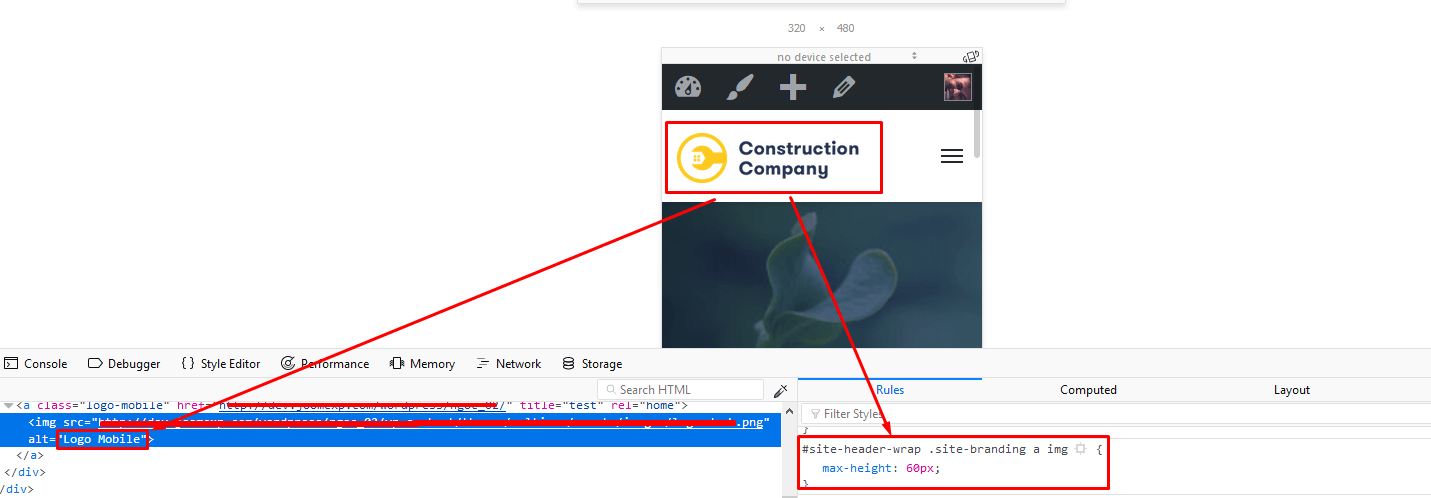 320 × 480
no device selected
Construction
Company
Console Debugger { } Style Editor Performance Memory Network Storage
Search HTML
Rules Computed Layout
<a class="logo-mobile" href= title="test" rel="home">
Filter Styles
<img src= .png"
}
alt="Logo Mobile">
#site-header-wrap .site-branding a img {
</a>
max-height: 60px;
</div>
}
/div>